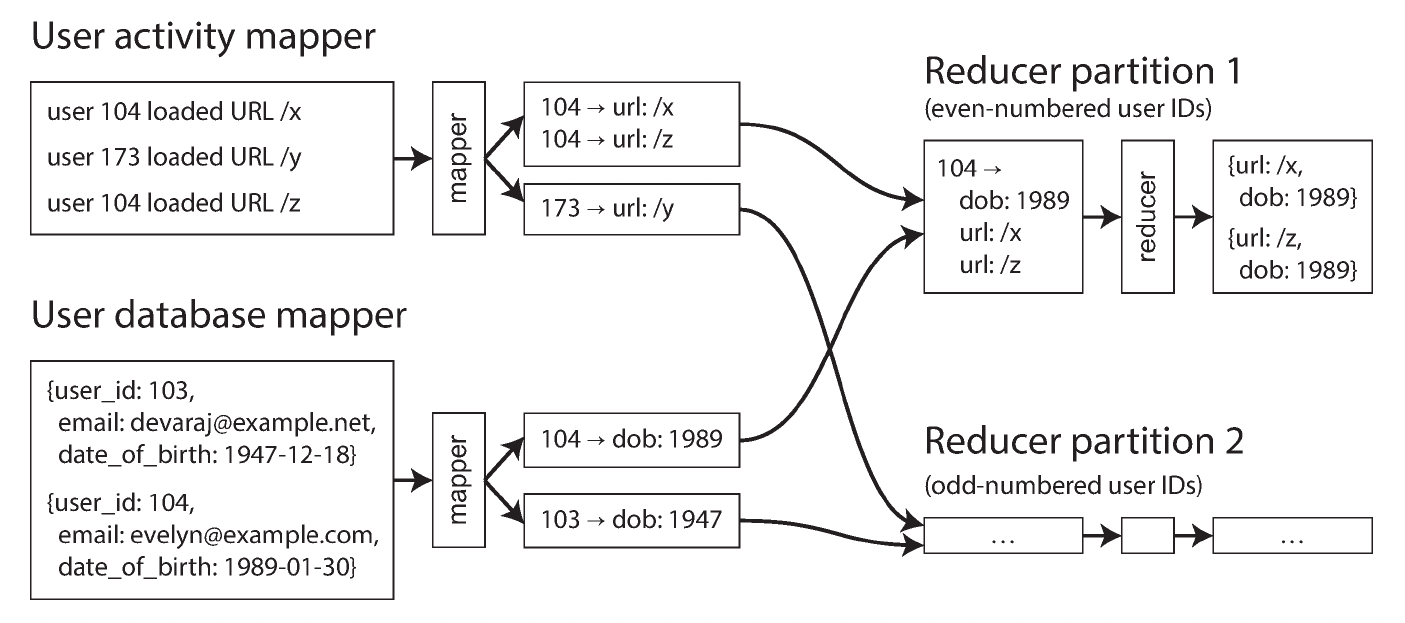 User activity mapper
user 104 loaded URL /x
user 173 loaded URL /y
user 104 loaded URL /z
mapper
104 → url: /x
104 → url: /z
173 → url: /y
Reducer partition 1
(even-numbered user IDs)
104 →
dob: 1989
url: /x
url: /z
reducer
{url: /x,
dob: 1989}
{url: /z,
dob: 1989}
User database mapper
{user_id: 103,
email: devaraj@example.net,
date_of_birth: 1947-12-18}
{user_id: 104,
email: evelyn@example.com,
date_of_birth: 1989-01-30}
mapper
104 → dob: 1989
103 → dob: 1947
Reducer partition 2
(odd-numbered user IDs)
...
...